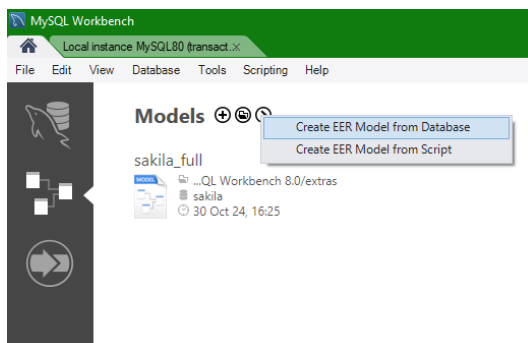 MySQL Workbench
Local instance MySQL80 (transact...
File Edit View Database Tools Scripting Help
Models
Create EER Model from Database
Create EER Model from Script
sakila_full
MODEL
...QL Workbench 8.0/extras
sakila
30 Oct 24, 16:25